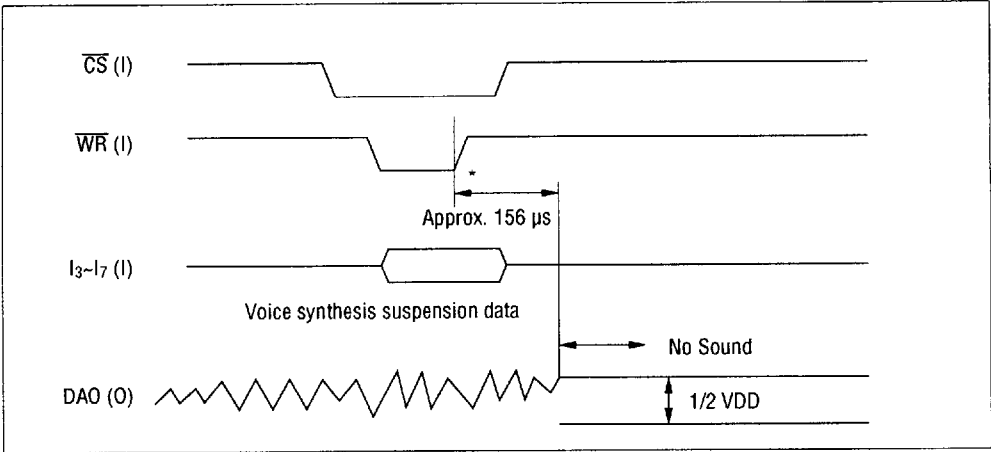 CS (I)
WR (I)
*
Approx. 156 µs
I3~I7 (I)
Voice synthesis suspension data
No Sound
DAO (O)
1/2 VDD